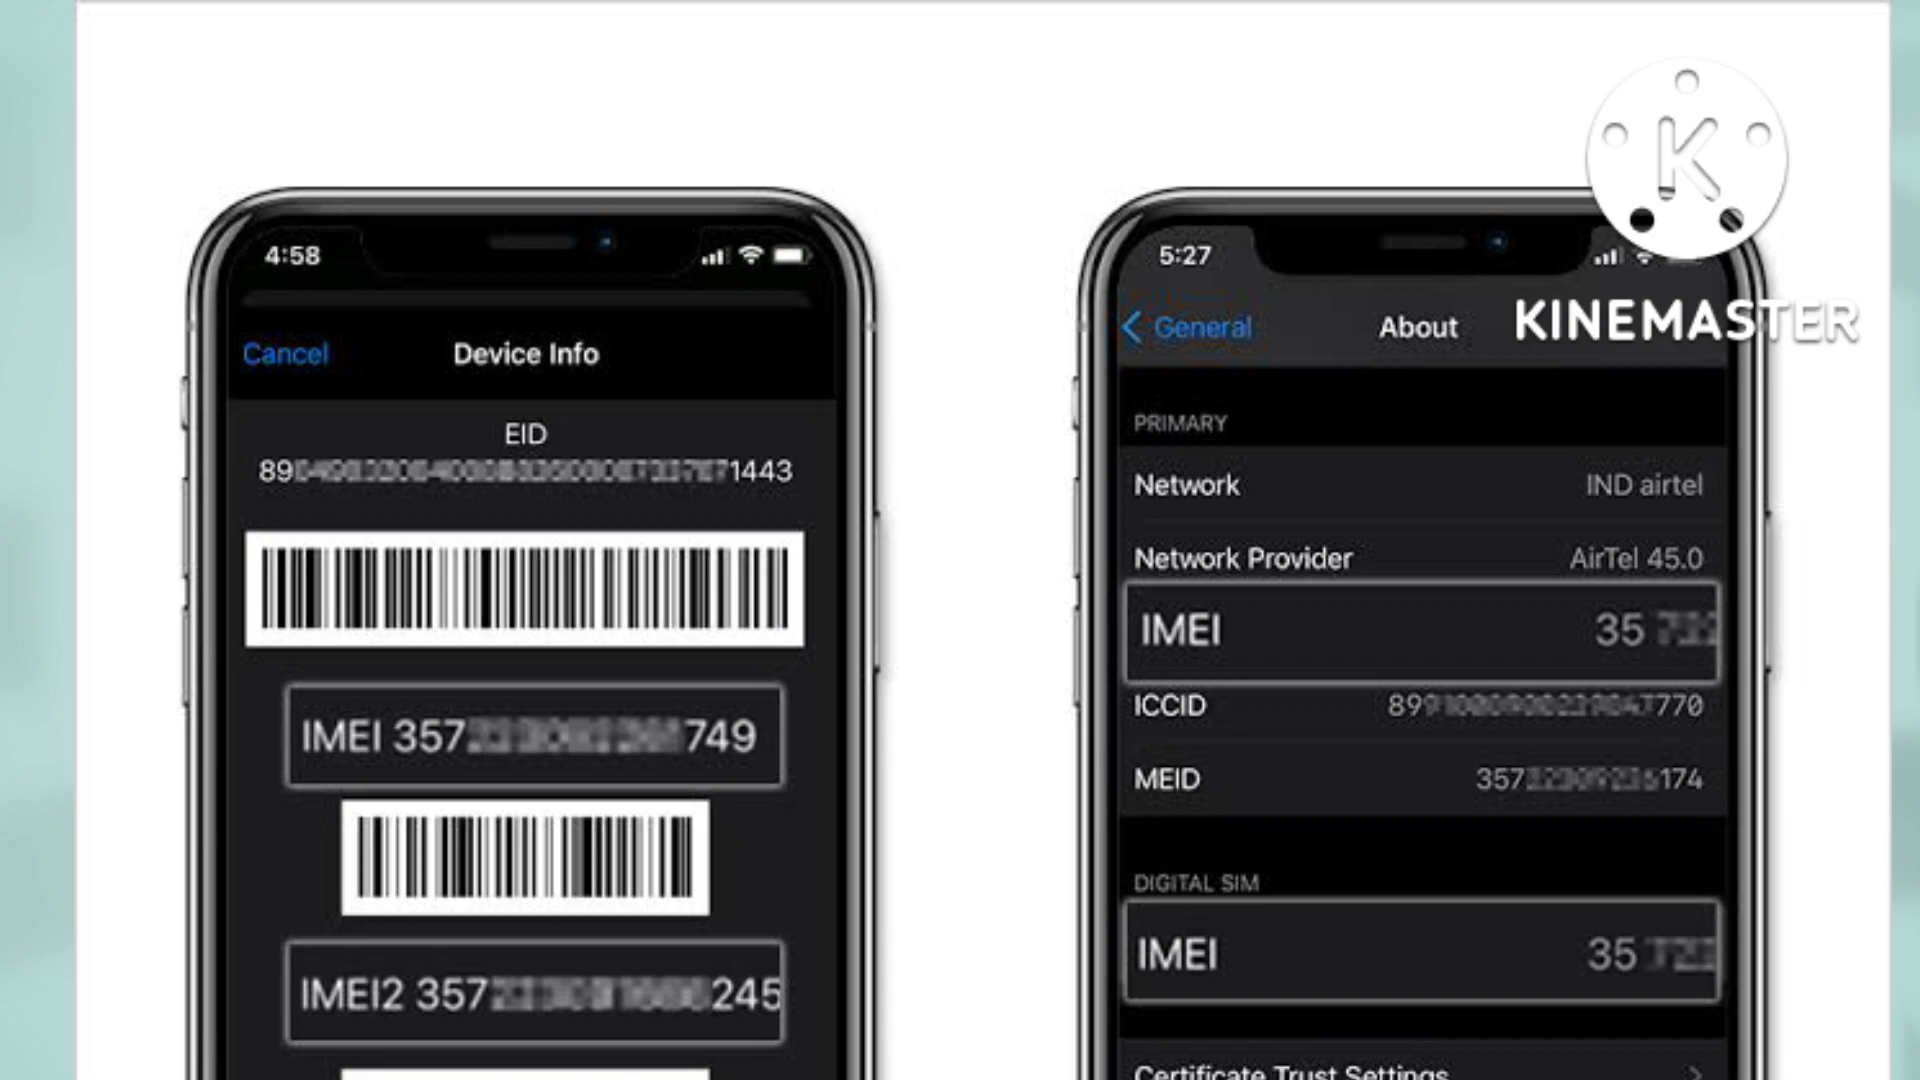 4:58
Cancel
Device Info
EID
89 1443
IMEI 357 749
IMEI2 357 245
5:27
General
About
PRIMARY
Network
IND airtel
Network Provider
AirTel 45.0
IMEI
35
ICCID
899 770
MEID
357 174
DIGITAL SIM
IMEI
35
Certificate Trust Settings
K
KINEMASTER